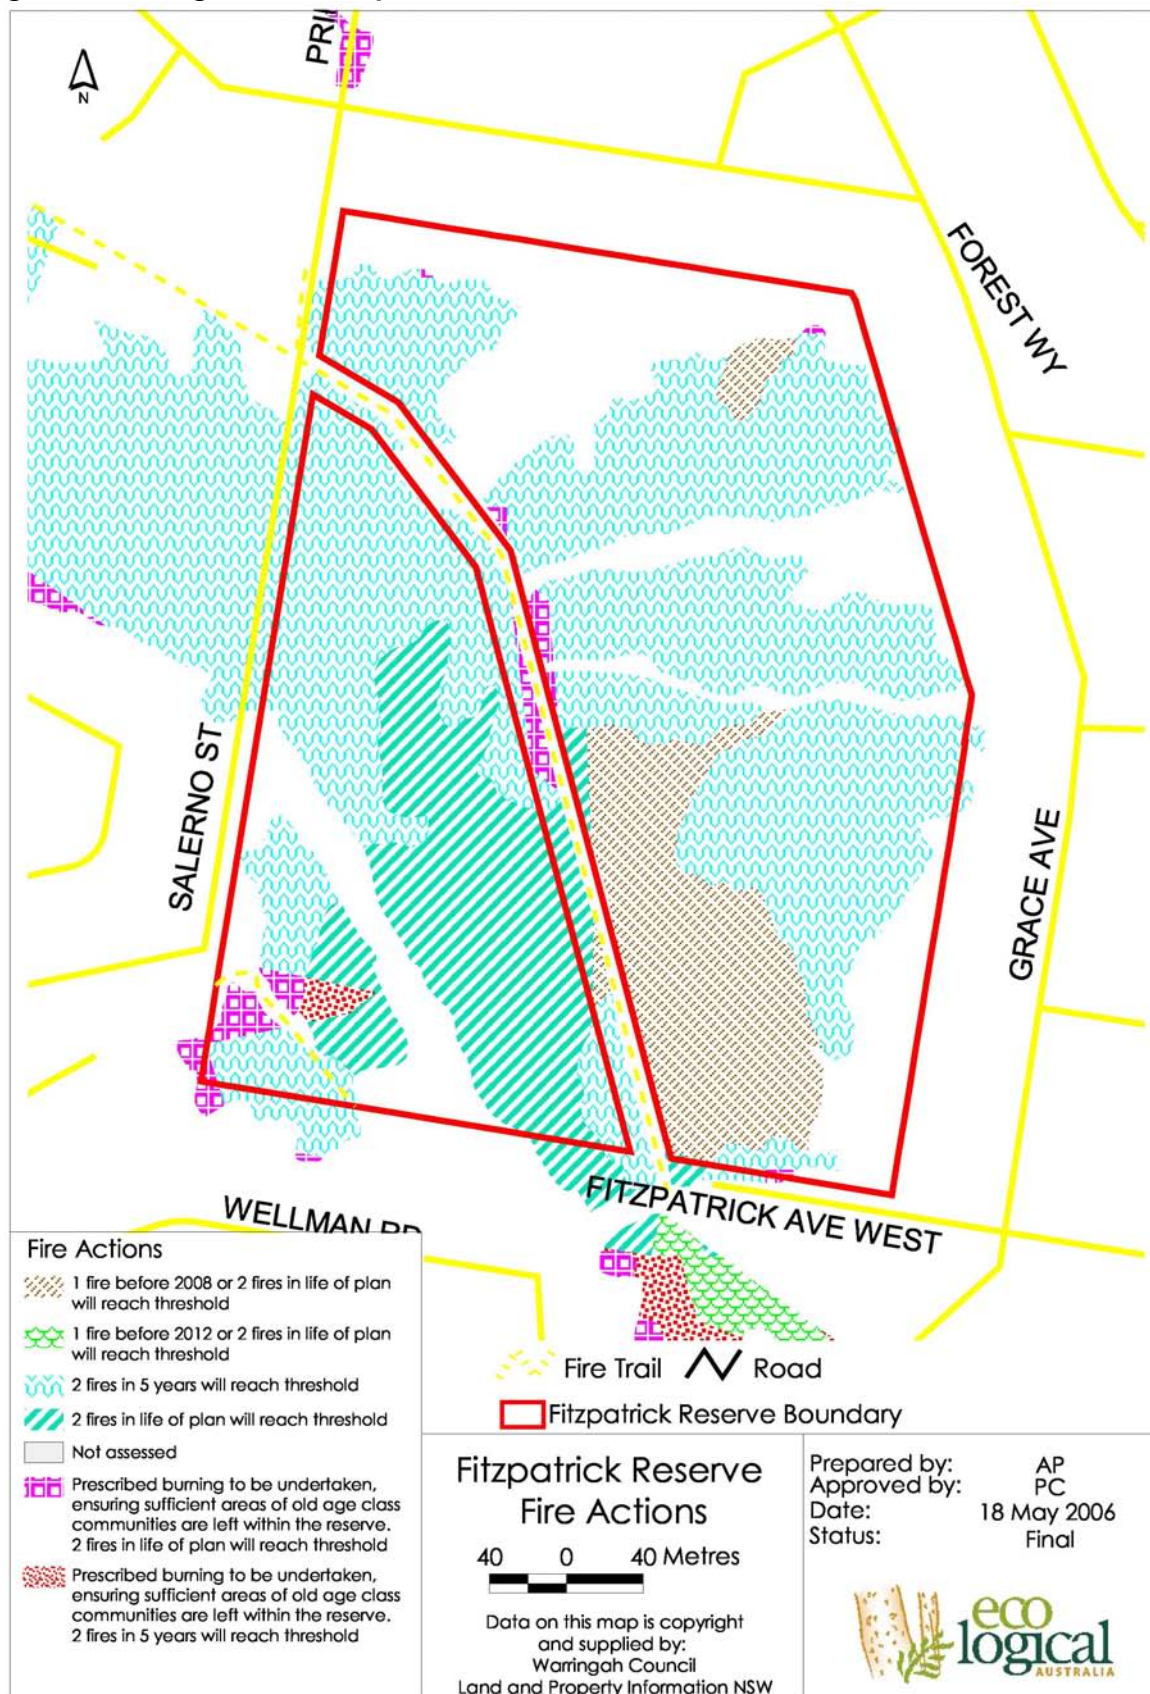 PRI
N
FOREST WY
SALERNO ST
GRACE AVE
FITZPATRICK AVE WEST
WELLMAN RD
Fire Actions
1 fire before 2008 or 2 fires in life of plan
will reach threshold
1 fire before 2012 or 2 fires in life of plan
will reach threshold
2 fires in 5 years will reach threshold
2 fires in life of plan will reach threshold
Not assessed
Prescribed burning to be undertaken,
ensuring sufficient areas of old age class
communities are left within the reserve.
2 fires in life of plan will reach threshold
Prescribed burning to be undertaken,
ensuring sufficient areas of old age class
communities are left within the reserve.
2 fires in 5 years will reach threshold
Fire Trail Road
Fitzpatrick Reserve Boundary
Fitzpatrick Reserve
Fire Actions
40 0 40 Metres
Data on this map is copyright
and supplied by:
Warringah Council
Land and Property Information NSW
Prepared by: AP
Approved by: PC
Date: 18 May 2006
Status: Final
eco
logical
AUSTRALIA